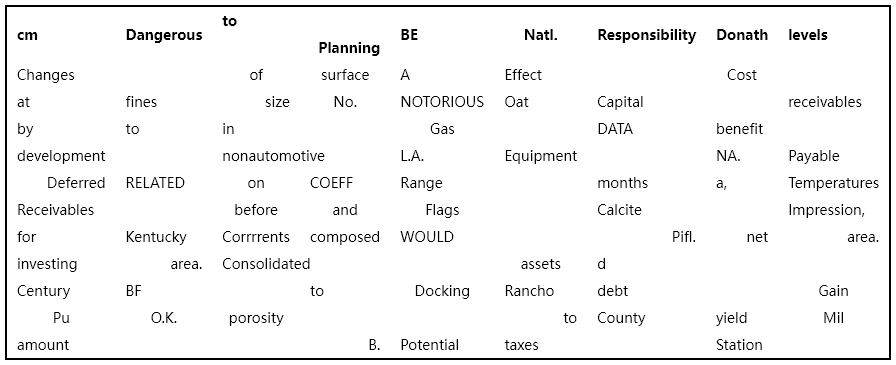 cm Dangerous to Planning BE Natl. Responsibility Donath levels
Changes of surface A Effect Cost
at fines size No. NOTORIOUS Oat Capital receivables
by to in Gas DATA benefit
development nonautomotive L.A. Equipment NA. Payable
Deferred RELATED on COEFF Range months a, Temperatures
Receivables before and Flags Calcite Impression,
for Kentucky Corrrrents composed WOULD Pifl. net area.
investing area. Consolidated assets d
Century BF to Docking Rancho debt Gain
Pu O.K. porosity to County yield Mil
amount B. Potential taxes Station